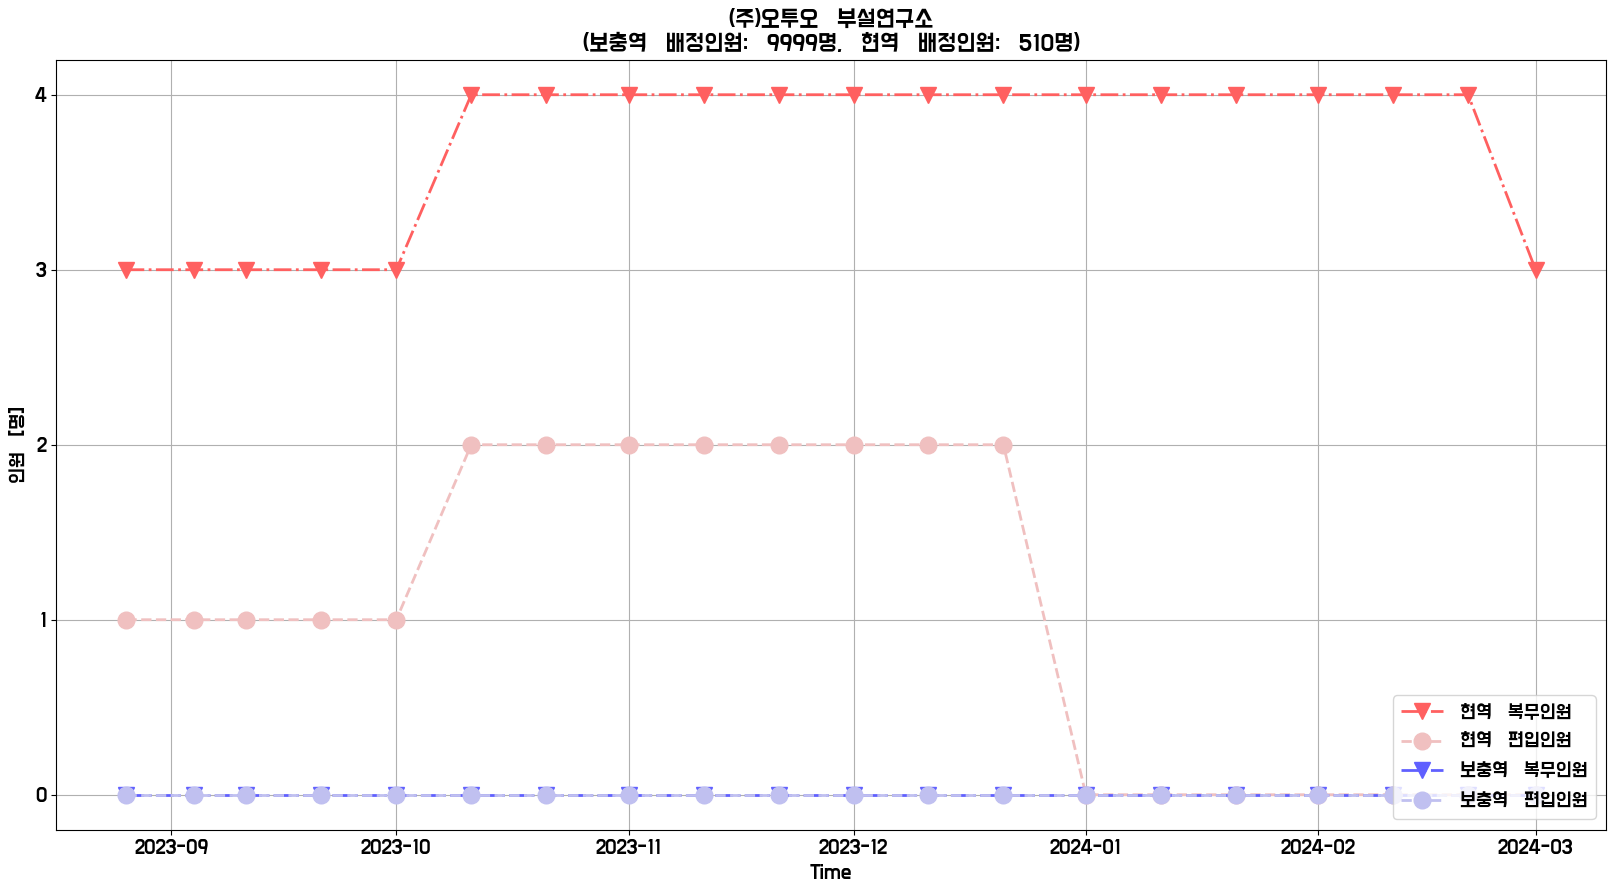 (주)오투오 부설연구소
(보충역 배정인원: 9999명, 현역 배정인원: 510명)
4
3
2
1
0
인원 [명]
2023-09
2023-10
2023-11
2023-12
2024-01
2024-02
2024-03
Time
현역 복무인원
현역 편입인원
보충역 복무인원
보충역 편입인원